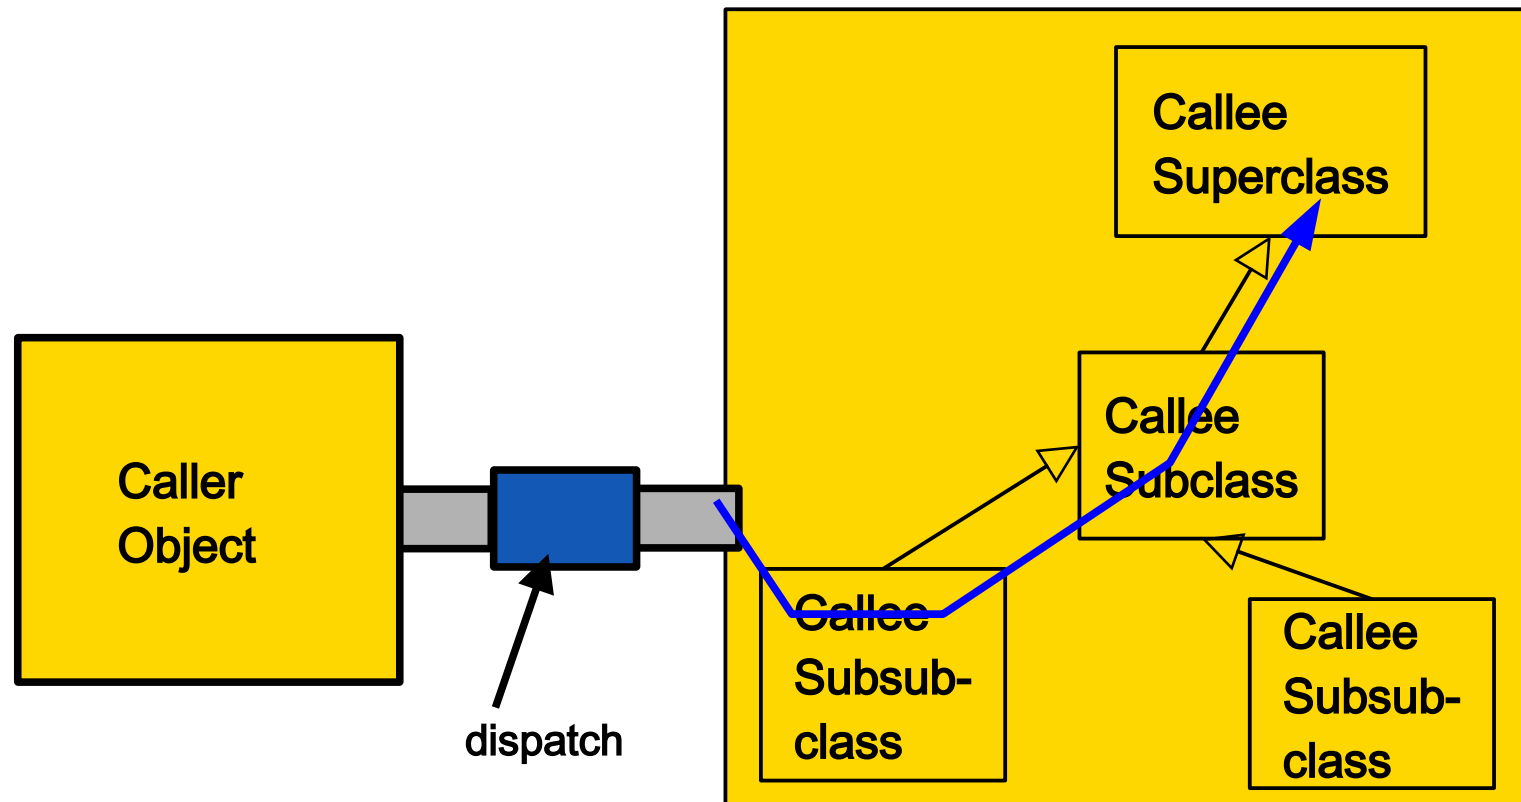 Callee
Superclass
Callee
Subclass
Caller
Object
Callee
Subsub-
class
Callee
Subsub-
class
dispatch